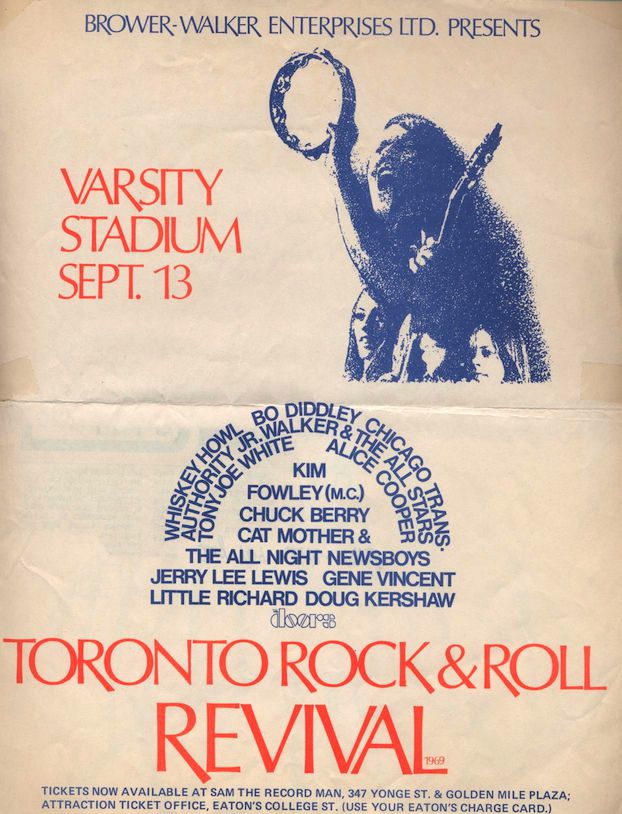 BROWER-WALKER ENTERPRISES LTD. PRESENTS
VARSITY
STADIUM
SEPT. 13
WHISKEY HOWL BO DIDDLEY CHICAGO TRANS.
AUTHORITY JR. WALKER & THE ALL STARS
TONY JOE WHITE ALICE COOPER
KIM
FOWLEY (M.C.)
CHUCK BERRY
CAT MOTHER &
THE ALL NIGHT NEWSBOYS
JERRY LEE LEWIS GENE VINCENT
LITTLE RICHARD DOUG KERSHAW
THE doors
TORONTO ROCK & ROLL
REVIVAL 1969
TICKETS NOW AVAILABLE AT SAM THE RECORD MAN, 347 YONGE ST. & GOLDEN MILE PLAZA;
ATTRACTION TICKET OFFICE, EATON'S COLLEGE ST. (USE YOUR EATON'S CHARGE CARD.)